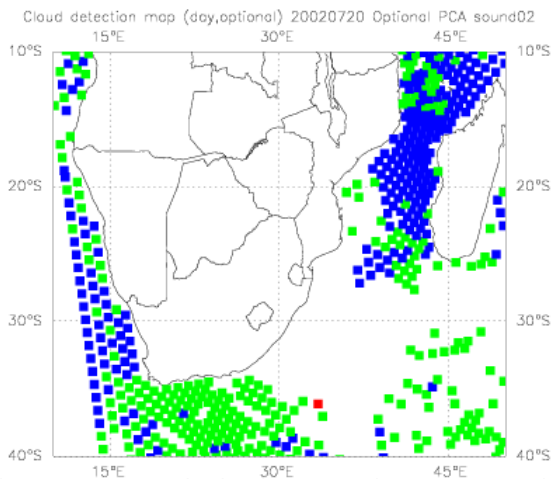 Cloud detection map (day,optional) 20020720 Optional PCA sound02
15°E 30°E 45°E
10°S 10°S
20°S 20°S
30°S 30°S
40°S 40°S
15°E 30°E 45°E